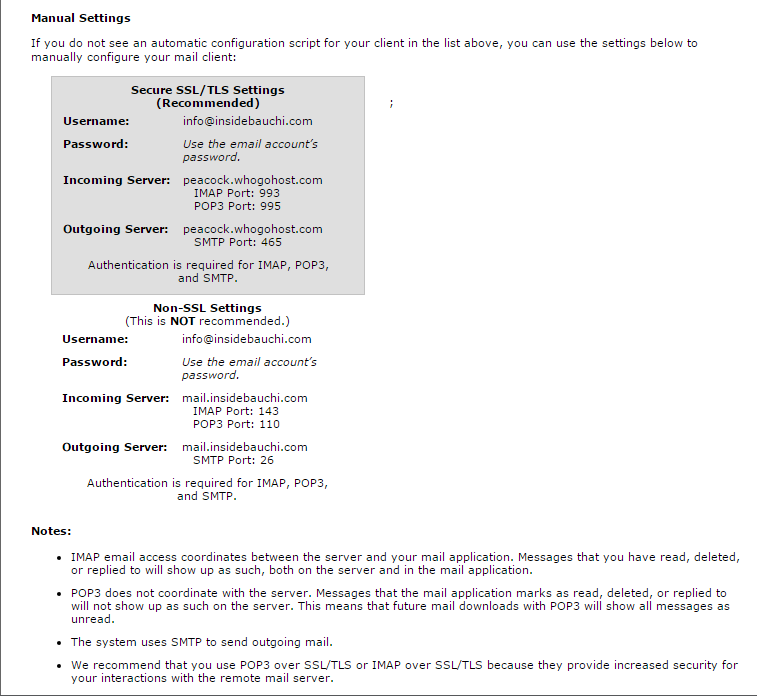 Manual Settings
If you do not see an automatic configuration script for your client in the list above, you can use the settings below to
manually configure your mail client:
Secure SSL/TLS Settings
(Recommended)
;
Username: info@insidebauchi.com
Password: Use the email account's
password.
Incoming Server: peacock.whogohost.com
IMAP Port: 993
POP3 Port: 995
Outgoing Server: peacock.whogohost.com
SMTP Port: 465
Authentication is required for IMAP, POP3,
and SMTP.
Non-SSL Settings
(This is NOT recommended.)
Username: info@insidebauchi.com
Password: Use the email account's
password.
Incoming Server: mail.insidebauchi.com
IMAP Port: 143
POP3 Port: 110
Outgoing Server: mail.insidebauchi.com
SMTP Port: 26
Authentication is required for IMAP, POP3,
and SMTP.
Notes:
• IMAP email access coordinates between the server and your mail application. Messages that you have read, deleted,
or replied to will show up as such, both on the server and in the mail application.
• POP3 does not coordinate with the server. Messages that the mail application marks as read, deleted, or replied to
will not show up as such on the server. This means that future mail downloads with POP3 will show all messages as
unread.
• The system uses SMTP to send outgoing mail.
• We recommend that you use POP3 over SSL/TLS or IMAP over SSL/TLS because they provide increased security for
your interactions with the remote mail server.